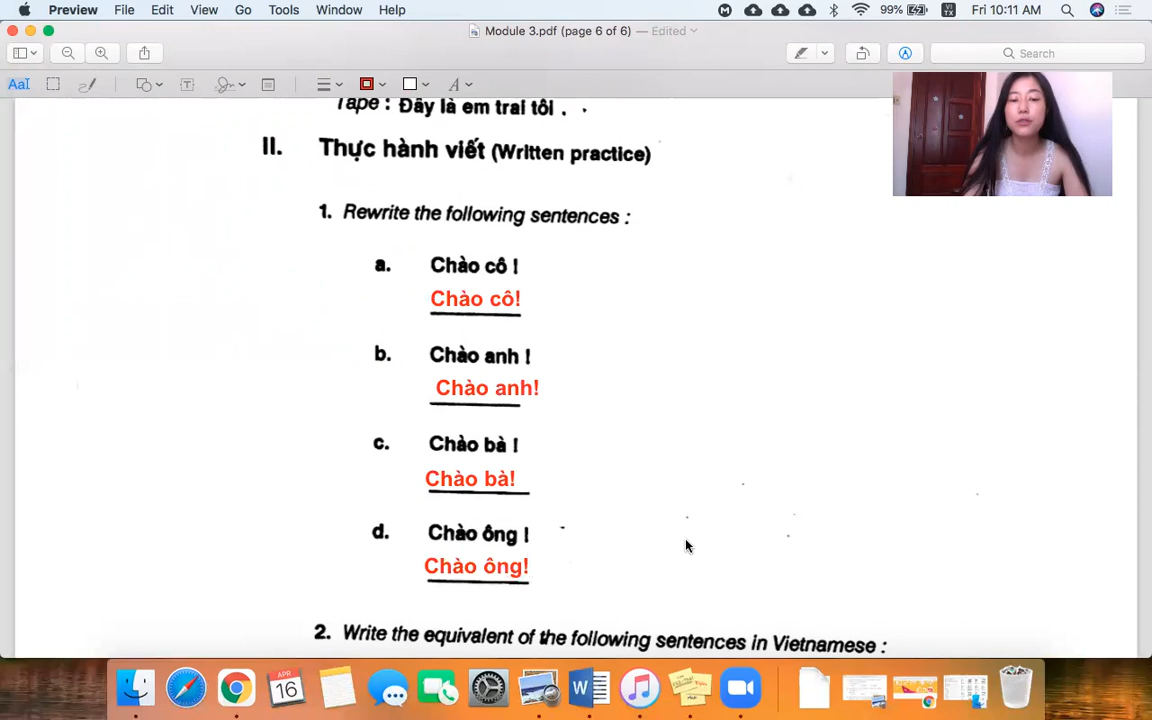 Preview File Edit View Go Tools Window Help 99% VI TX Fri 10:11 AM
Module 3.pdf (page 6 of 6) — Edited
Search
AaI
Tape : Đây là em trai tôi .
II. Thực hành viết (Written practice)
1. Rewrite the following sentences :
a. Chào cô !
Chào cô!
b. Chào anh !
Chào anh!
c. Chào bà !
Chào bà!
d. Chào ông !
Chào ông!
2. Write the equivalent of the following sentences in Vietnamese :
APR
16
W